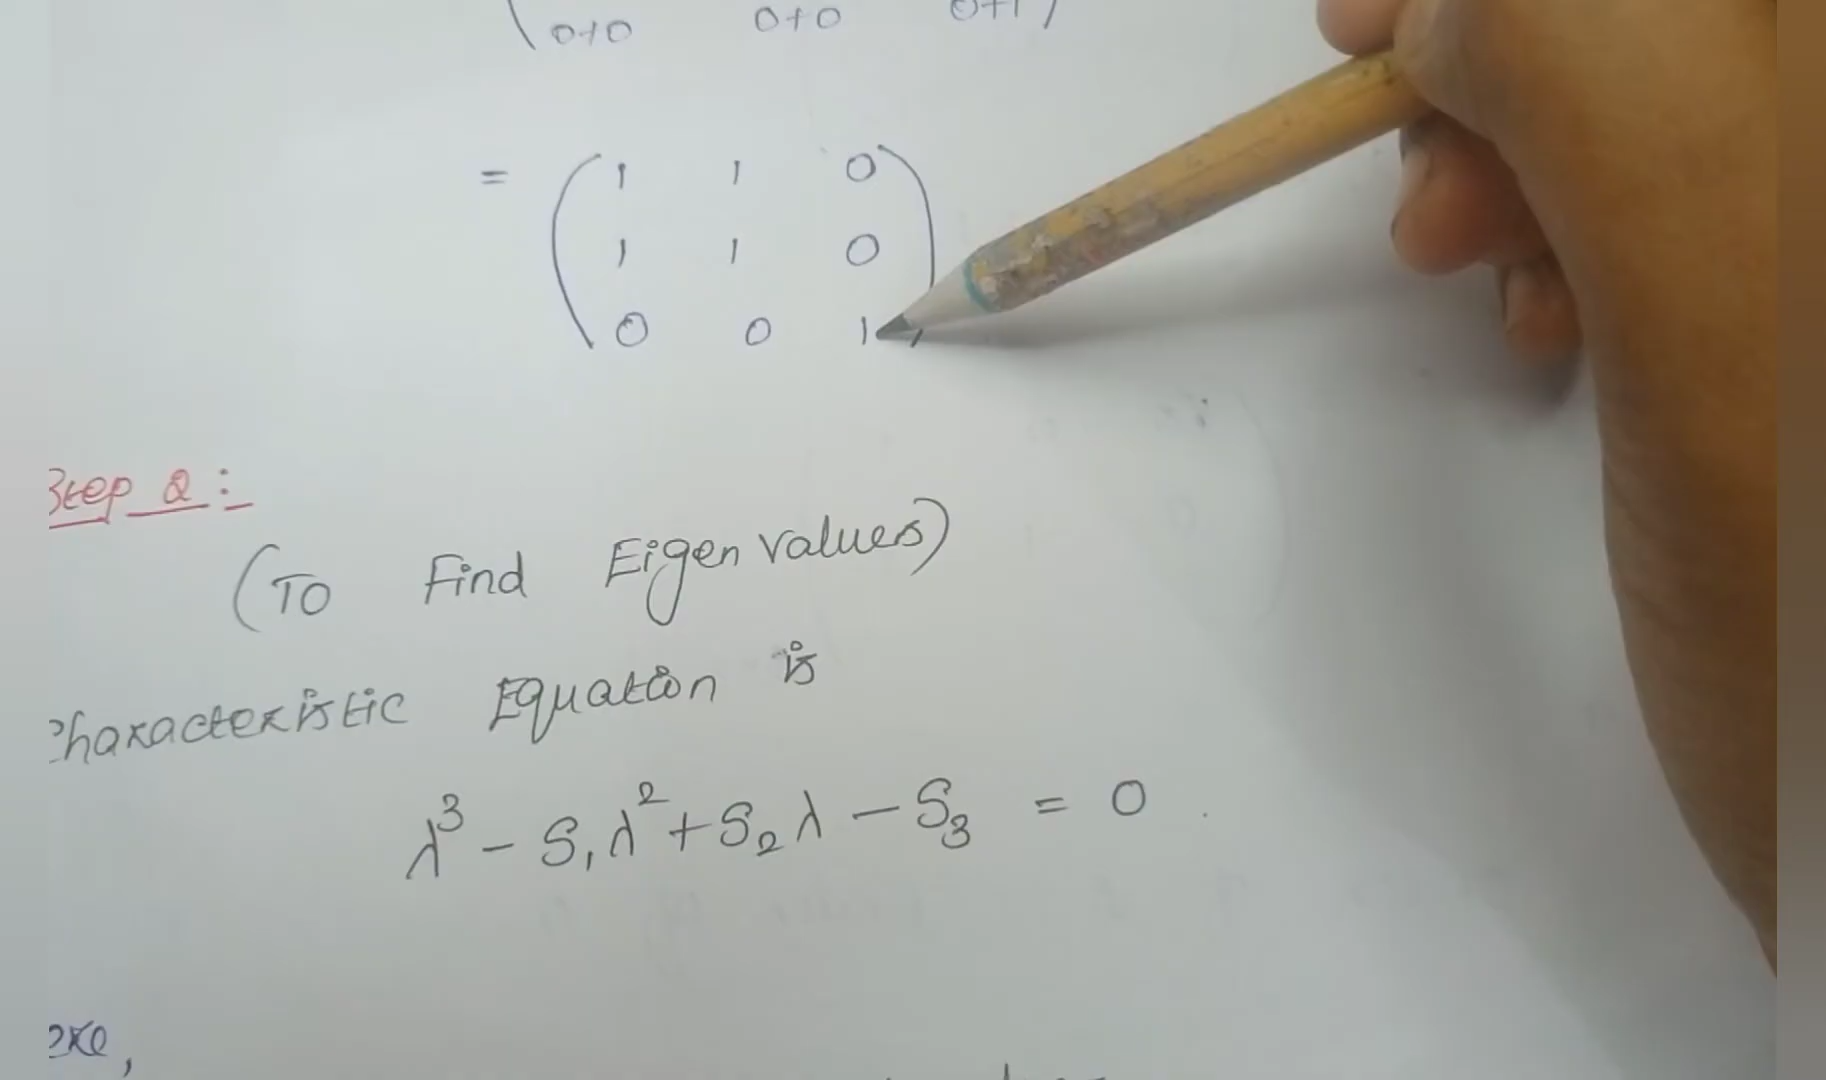 0+0 0+0 0+1
= ( 1 1 0
1 1 0
0 0 1 )
Step 2:
(To Find Eigen values)
Characteristic Equation is
λ³ - S₁λ² + S₂λ - S₃ = 0.